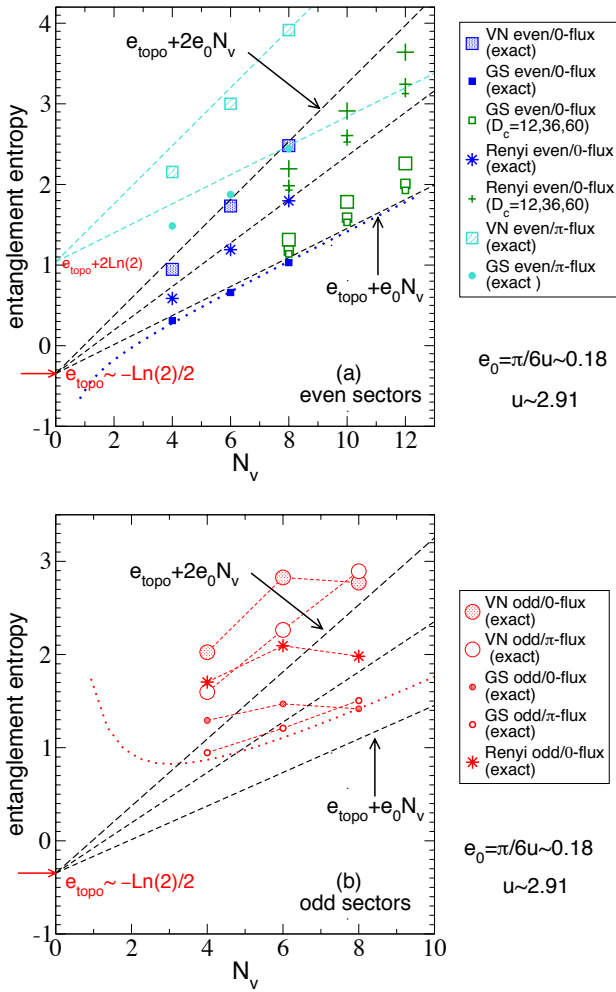 4
3
2
1
0
-1
entanglement entropy
e_topo+2e_0N_v
e_topo+2Ln(2)
e_topo+e_0N_v
e_topo ~ -Ln(2)/2
(a)
even sectors
0 2 4 6 8 10 12
N_v
VN even/0-flux
(exact)
GS even/0-flux
(exact)
GS even/0-flux
(D_c=12,36,60)
Renyi even/0-flux
(exact)
Renyi even/0-flux
(D_c=12,36,60)
VN even/π-flux
(exact)
GS even/π-flux
(exact )
e_0=π/6u~0.18
u~2.91
3
2
1
0
-1
entanglement entropy
e_topo+2e_0N_v
e_topo+e_0N_v
e_topo ~ -Ln(2)/2
(b)
odd sectors
0 2 4 6 8 10
N_v
VN odd/0-flux
(exact)
VN odd/π-flux
(exact)
GS odd/0-flux
(exact)
GS odd/π-flux
(exact)
Renyi odd/0-flux
(exact)
e_0=π/6u~0.18
u~2.91